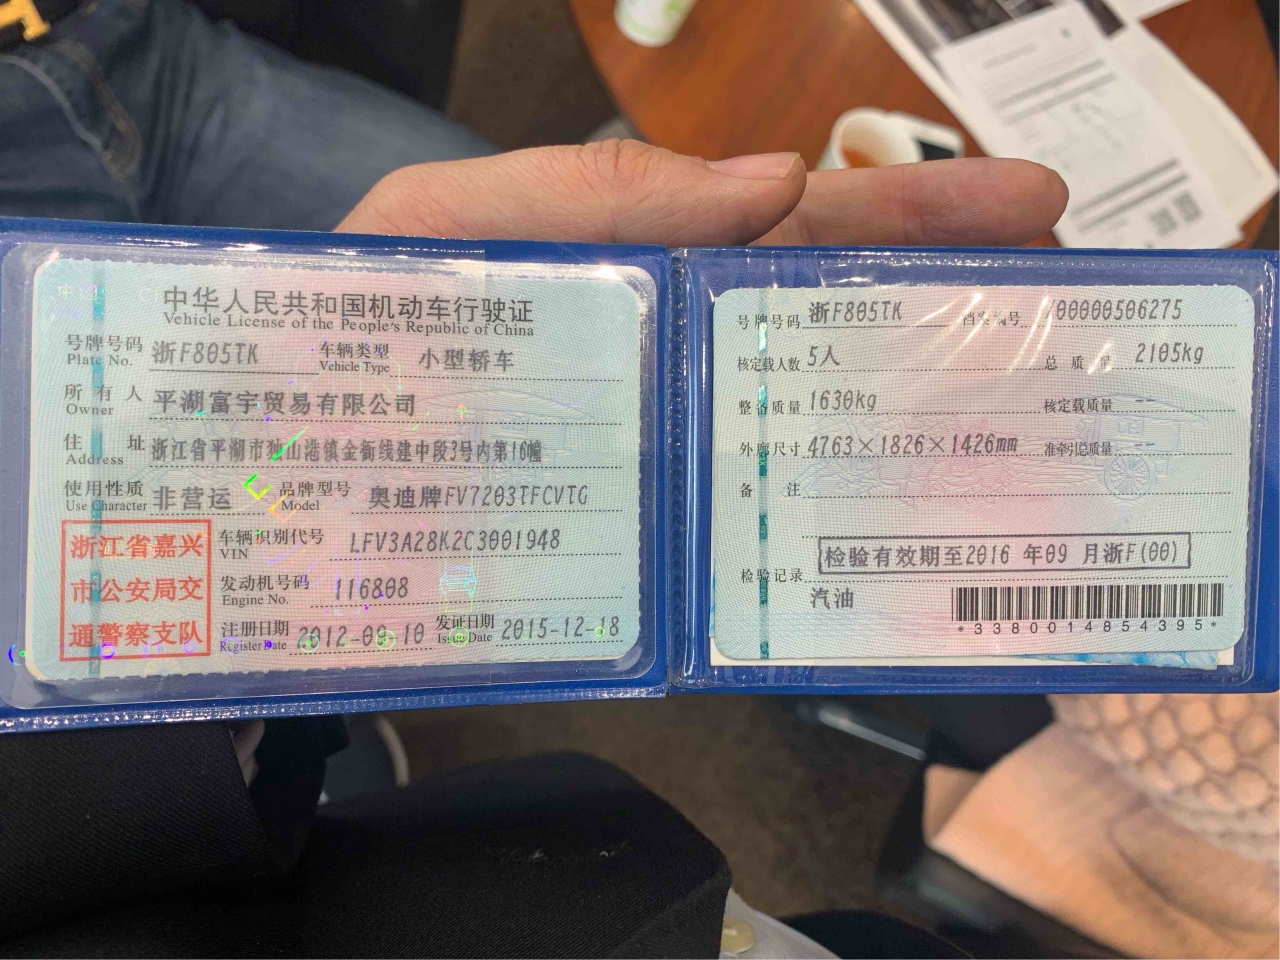 中华人民共和国机动车行驶证
Vehicle License of the People's Republic of China
号牌号码 浙F805TK 车辆类型 小型轿车
Plate No. Vehicle Type
所有人 平湖富宇贸易有限公司
Owner
住址 浙江省平湖市独山港镇金衙线建中段3号内第16幢
Address
使用性质 非营运 品牌型号 奥迪牌FV7203TFCVTG
Use Character Model
浙江省嘉兴
市公安局交
通警察支队
车辆识别代号 LFV3A28K2C3001948
VIN
发动机号码 116808
Engine No.
注册日期 2012-09-10 发证日期 2015-12-18
Register Date Issue Date
号牌号码 浙F805TK 档案编号 /00000506275
核定载人数 5人 总质量 2105kg
整备质量 1630kg 核定载质量 --
外廓尺寸 4763×1826×1426mm 准牵引总质量 --
备注
检验有效期至2016 年09 月浙F(00)
检验记录
汽油
*3380014854395*